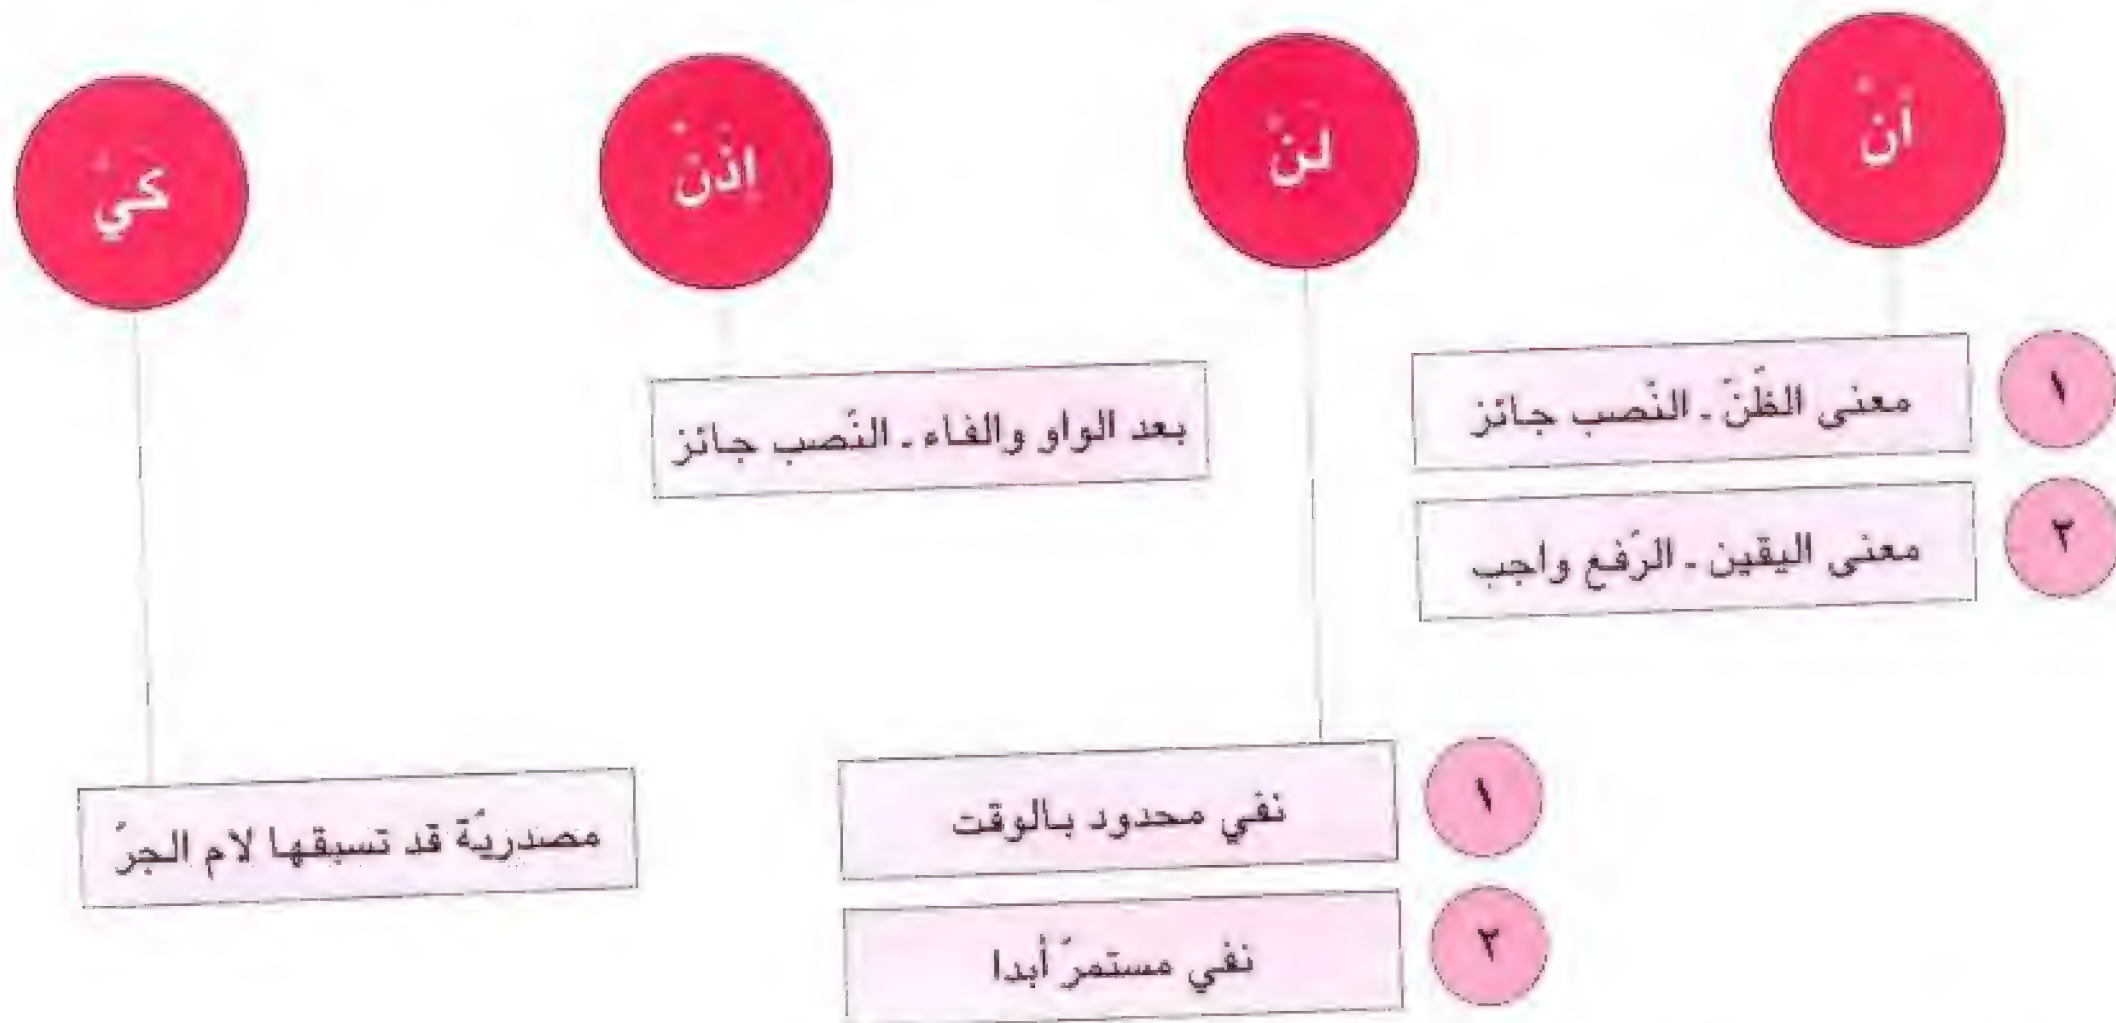 أنْ
لنْ
إذنْ
كيْ
١ معنى الظّنّ - النّصب جائز
٢ معنى اليقين - الرّفع واجب
بعد الواو والفاء - النّصب جائز
١ نفي محدود بالوقت
٢ نفي مستمرّ أبدا
مصدريّة قد تسبقها لام الجرّ